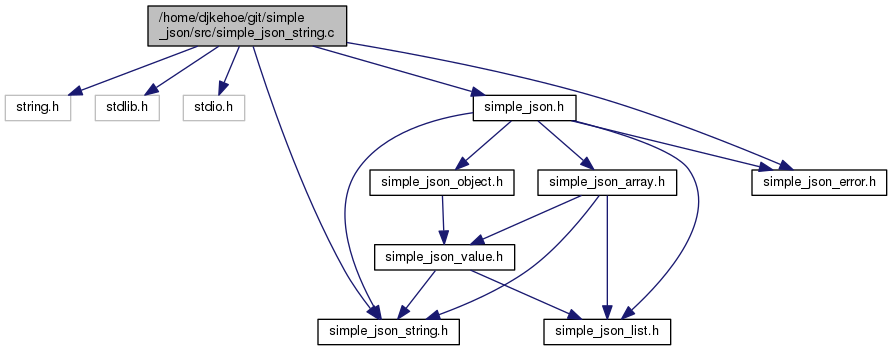 /home/djkehoe/git/simple
_json/src/simple_json_string.c
string.h
stdlib.h
stdio.h
simple_json.h
simple_json_object.h
simple_json_array.h
simple_json_error.h
simple_json_value.h
simple_json_string.h
simple_json_list.h